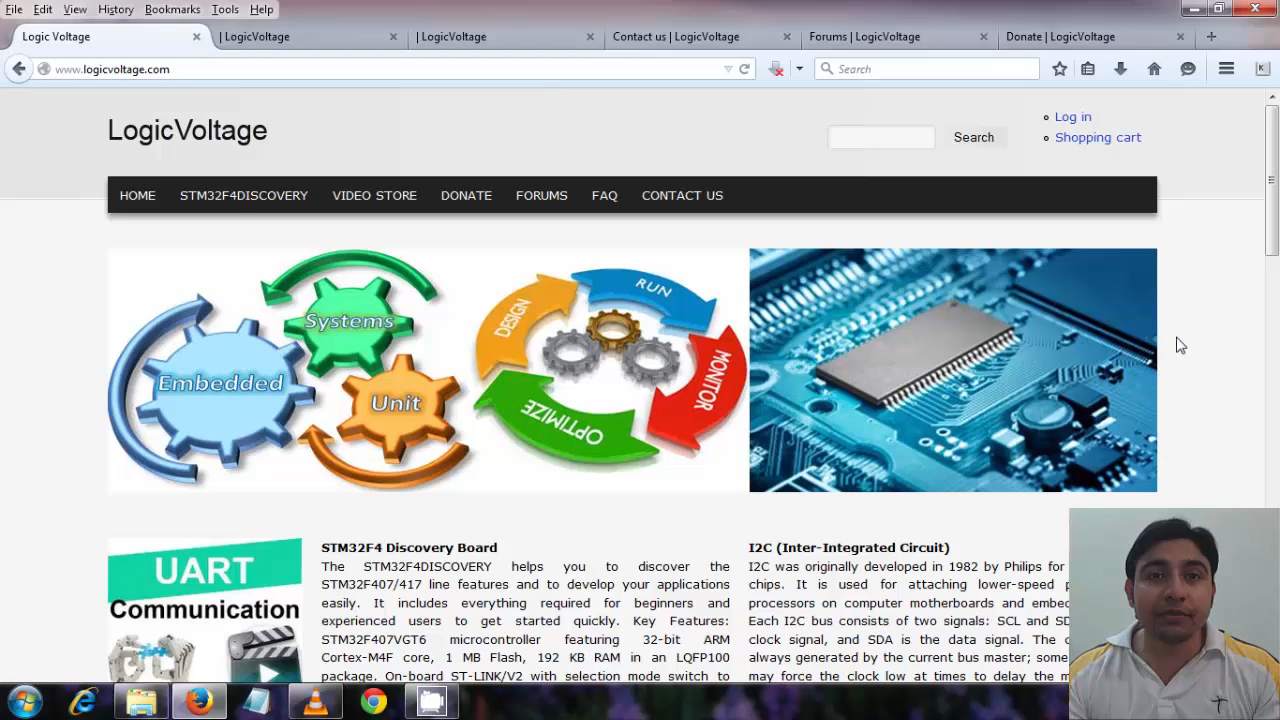 File Edit View History Bookmarks Tools Help
Logic Voltage
| LogicVoltage
| LogicVoltage
Contact us | LogicVoltage
Forums | LogicVoltage
Donate | LogicVoltage
www.logicvoltage.com
Search
LogicVoltage
Search
Log in
Shopping cart
HOME STM32F4DISCOVERY VIDEO STORE DONATE FORUMS FAQ CONTACT US
Embedded
Systems
Unit
DESIGN
RUN
MONITOR
OPTIMIZE
UART
Communication
STM32F4 Discovery Board
The STM32F4DISCOVERY helps you to discover the
STM32F407/417 line features and to develop your applications
easily. It includes everything required for beginners and
experienced users to get started quickly. Key Features:
STM32F407VGT6 microcontroller featuring 32-bit ARM
Cortex-M4F core, 1 MB Flash, 192 KB RAM in an LQFP100
package. On-board ST-LINK/V2 with selection mode switch to
I2C (Inter-Integrated Circuit)
I2C was originally developed in 1982 by Philips for
chips. It is used for attaching lower-speed
processors on computer motherboards and
Each I2C bus consists of two signals: SCL and
clock signal, and SDA is the data signal. The
always generated by the current bus master;
may force the clock low at times to delay the